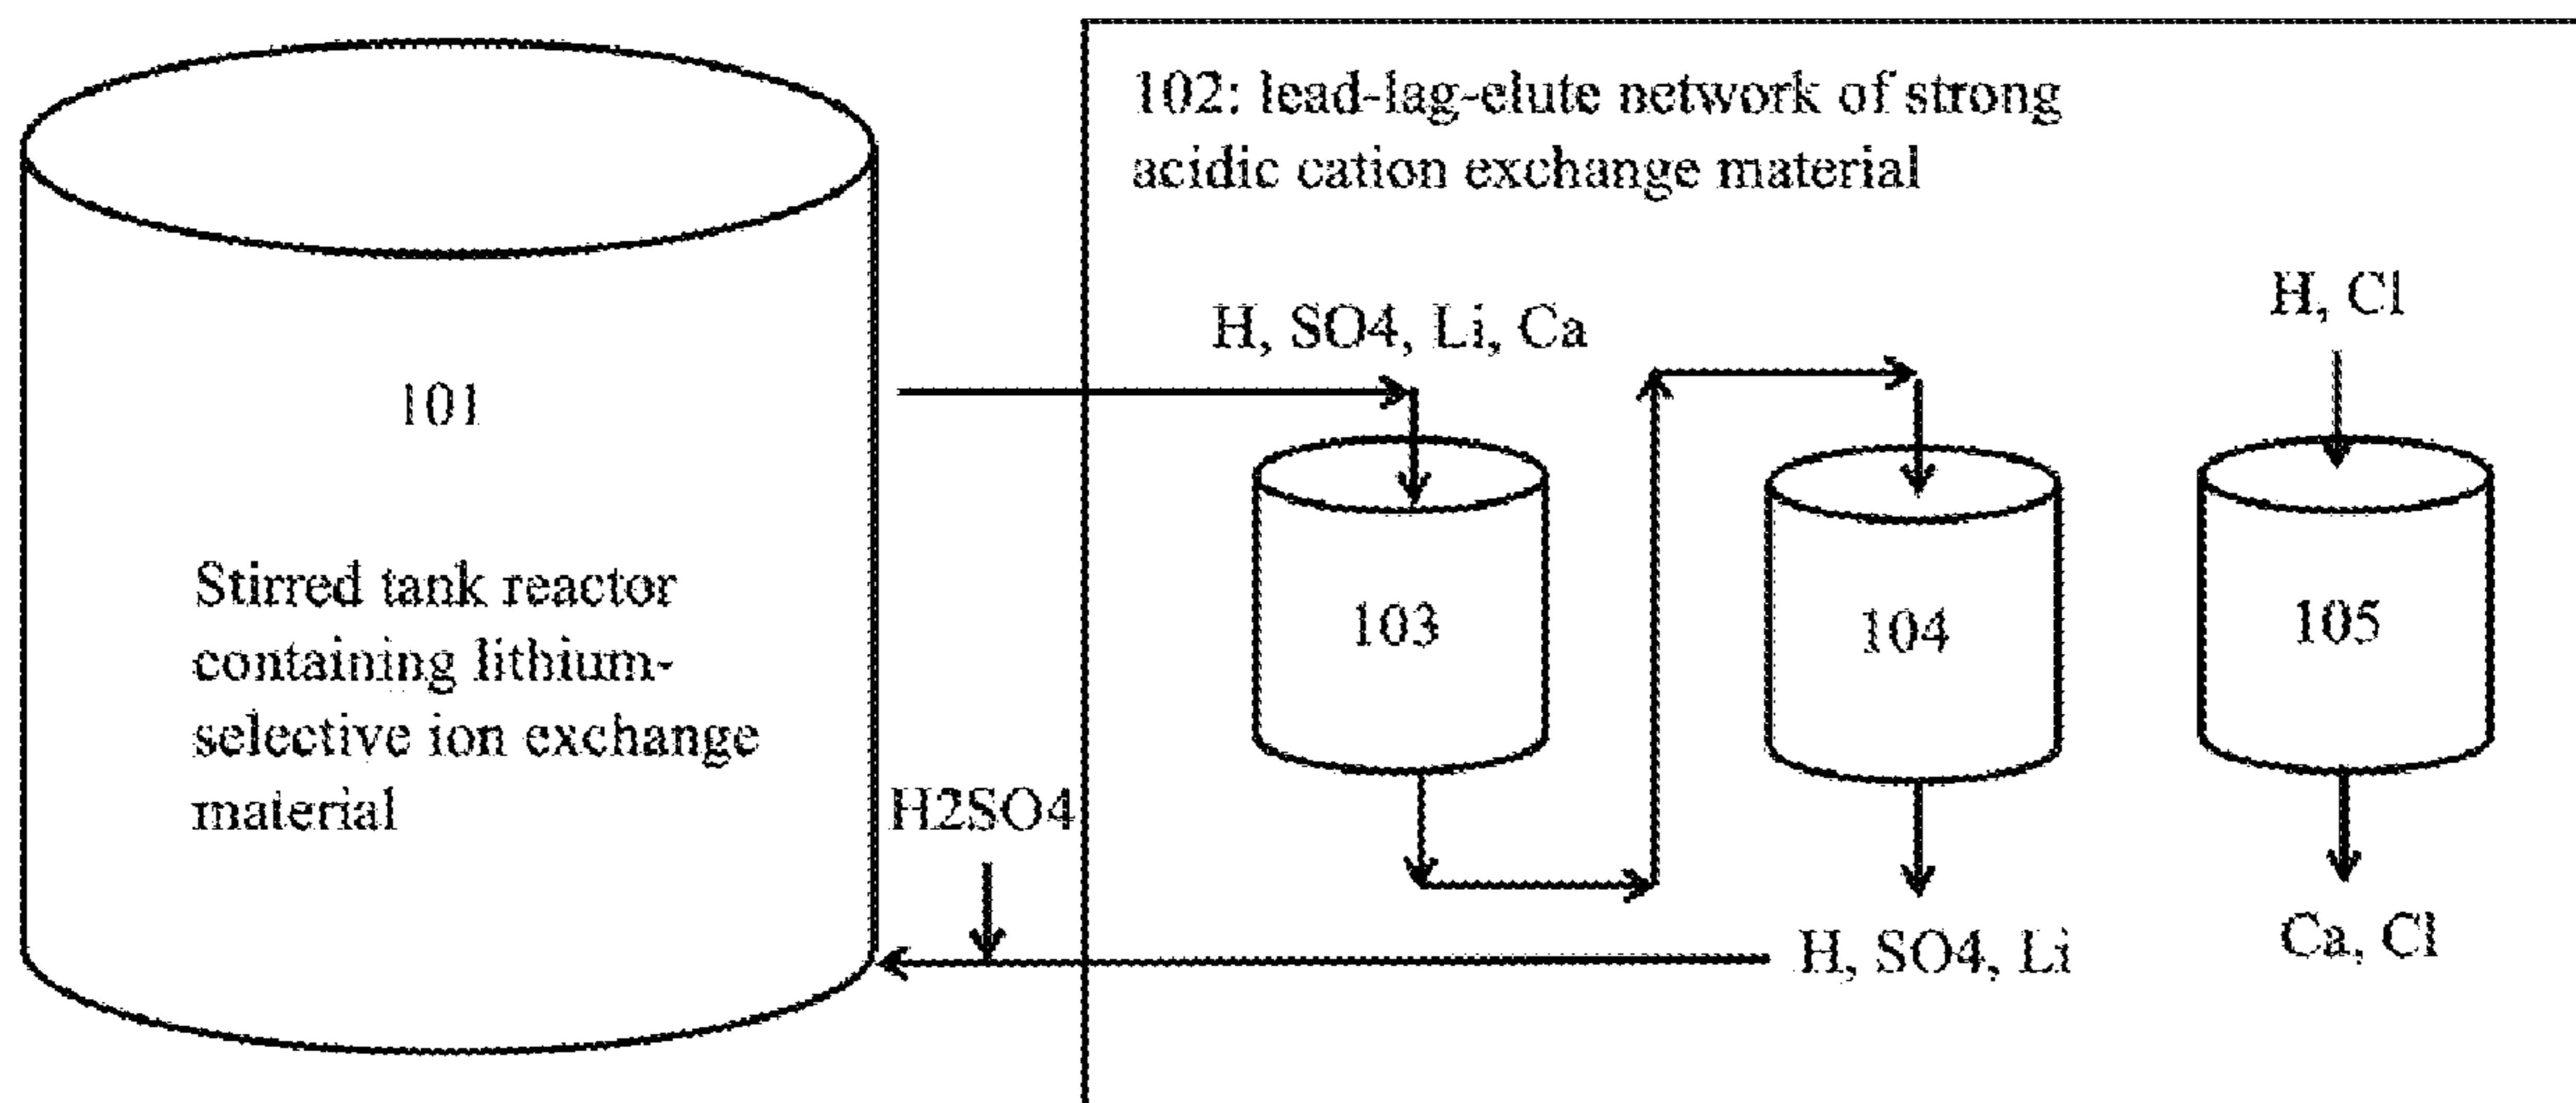 102: lead-lag-elute network of strong
acidic cation exchange material
H, Cl
H, SO4, Li, Ca
101
Stirred tank reactor
containing lithium-
selective ion exchange
material
103
104
105
H2SO4
H, SO4, Li
Ca, Cl